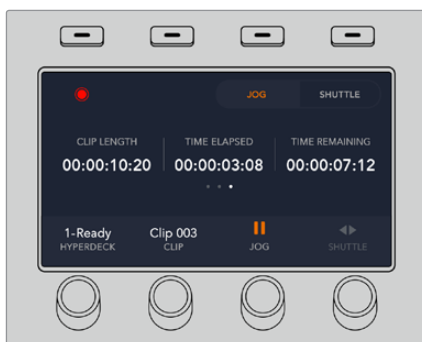 JOG SHUTTLE
CLIP LENGTH TIME ELAPSED TIME REMAINING
00:00:10:20 00:00:03:08 00:00:07:12
1-Ready Clip 003
HYPERDECK CLIP JOG SHUTTLE